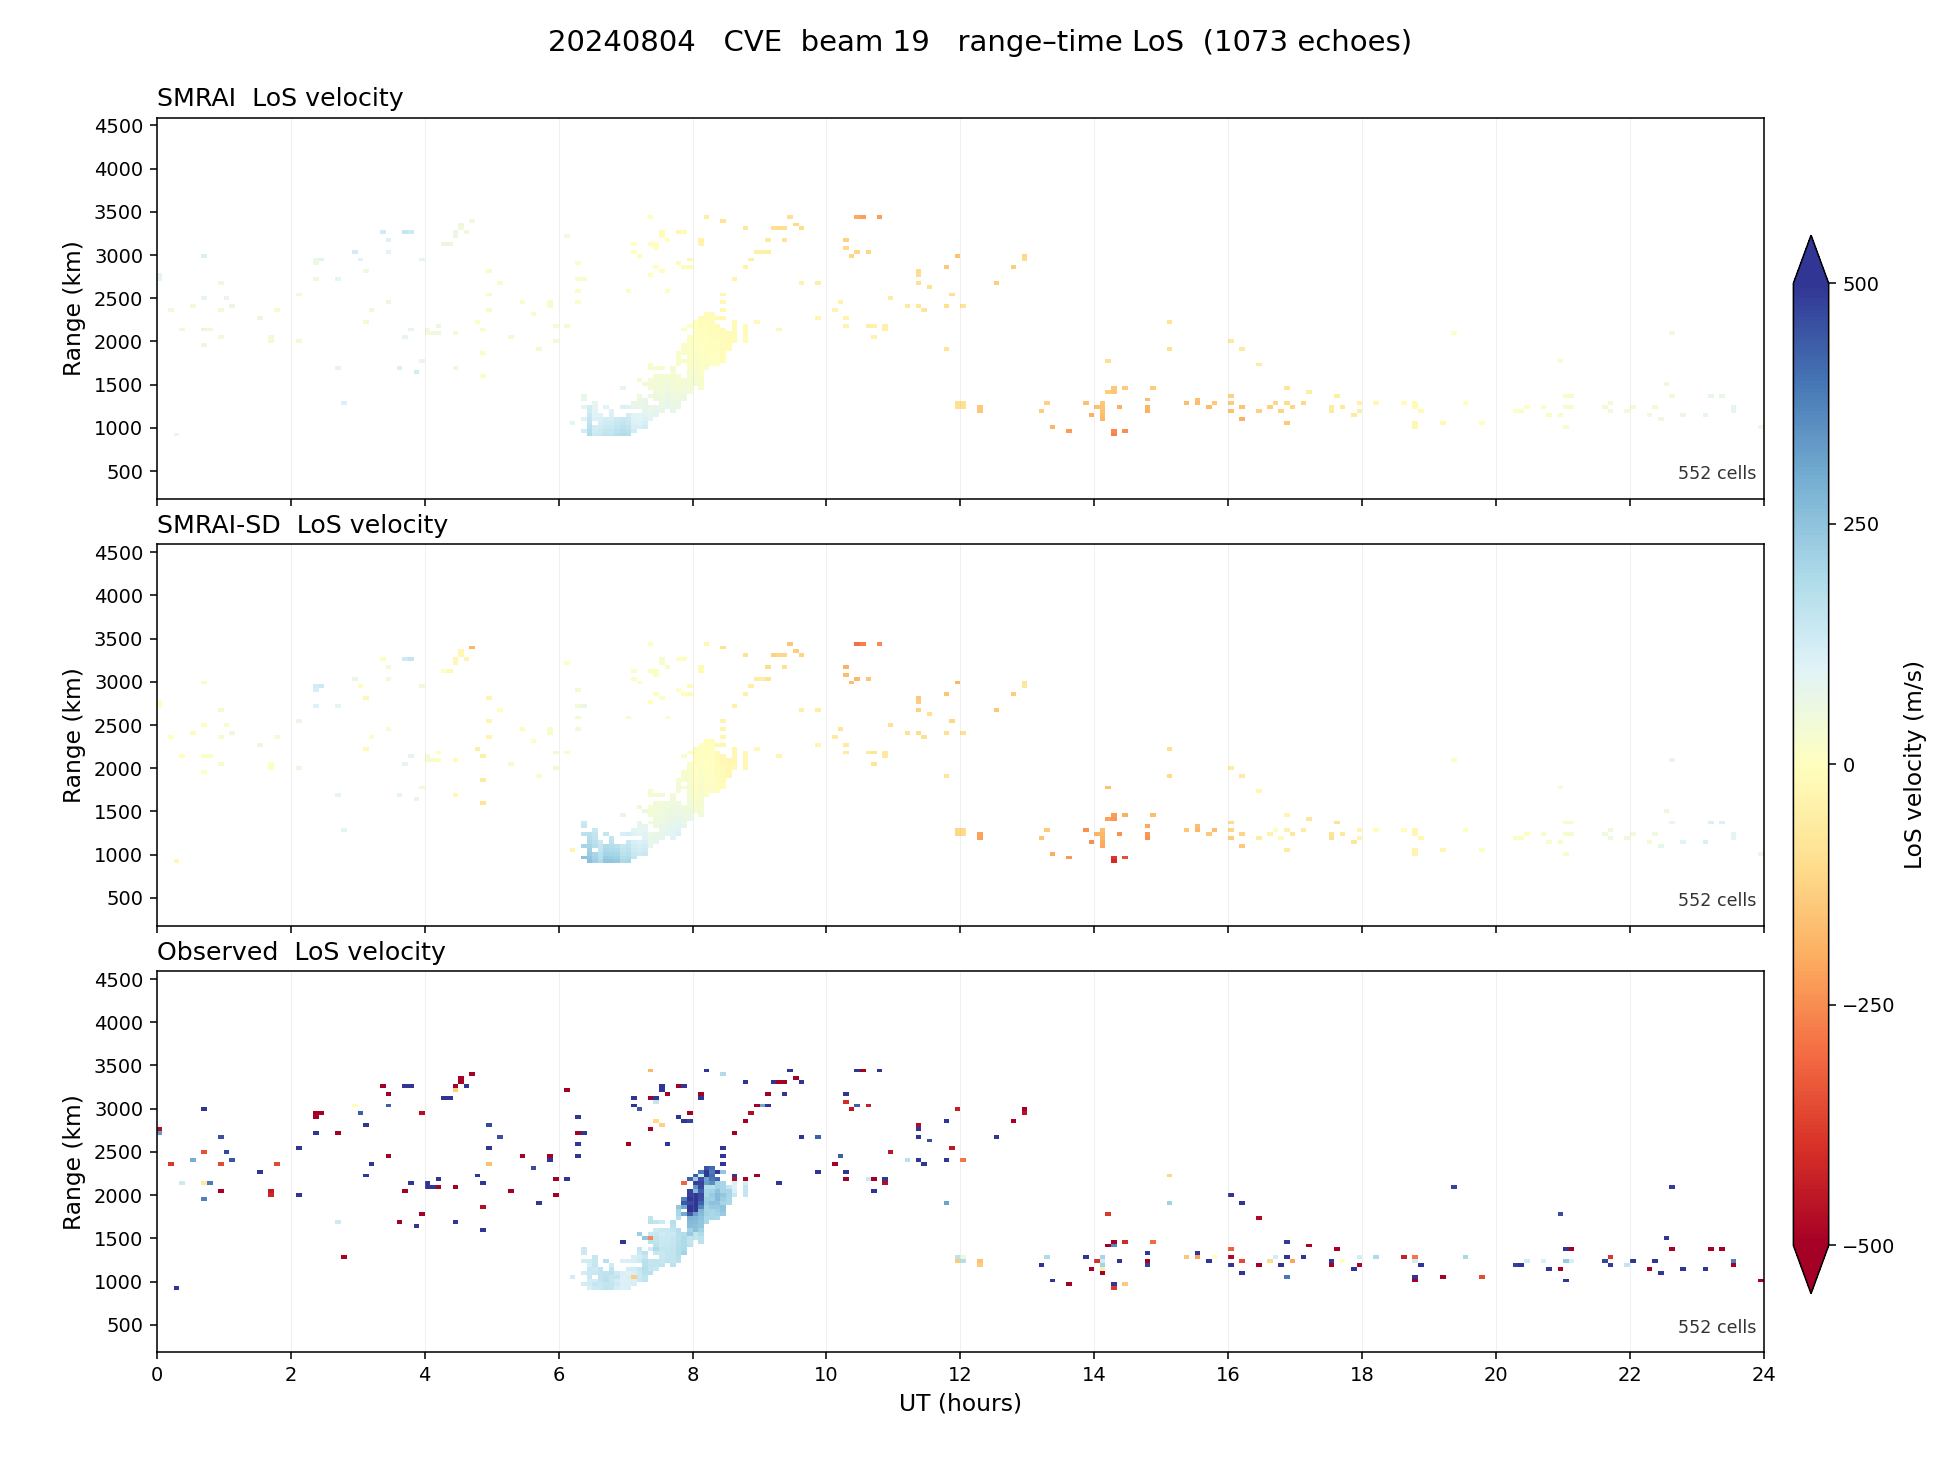 20240804   CVE  beam 19   range–time LoS  (1073 echoes)
SMRAI  LoS velocity
4500
4000
3500
3000
2500
2000
1500
1000
500
Range (km)
552 cells
SMRAI-SD  LoS velocity
4500
4000
3500
3000
2500
2000
1500
1000
500
Range (km)
552 cells
Observed  LoS velocity
4500
4000
3500
3000
2500
2000
1500
1000
500
Range (km)
552 cells
0 2 4 6 8 10 12 14 16 18 20 22 24
UT (hours)
500
250
0
−250
−500
LoS velocity (m/s)